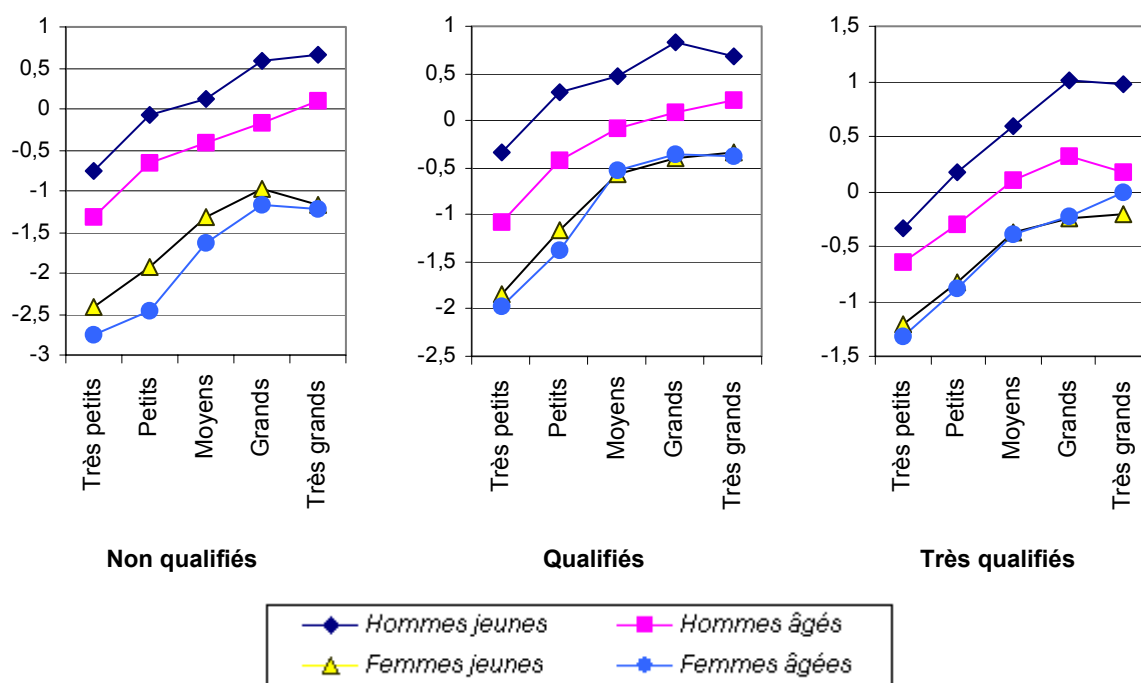 1
0,5
0
-0,5
-1
-1,5
-2
-2,5
-3
Très petits
Petits
Moyens
Grands
Très grands
Non qualifiés
1
0,5
0
-0,5
-1
-1,5
-2
-2,5
Très petits
Petits
Moyens
Grands
Très grands
Qualifiés
1,5
1
0,5
0
-0,5
-1
-1,5
Très petits
Petits
Moyens
Grands
Très grands
Très qualifiés
Hommes jeunes
Hommes âgés
Femmes jeunes
Femmes âgées